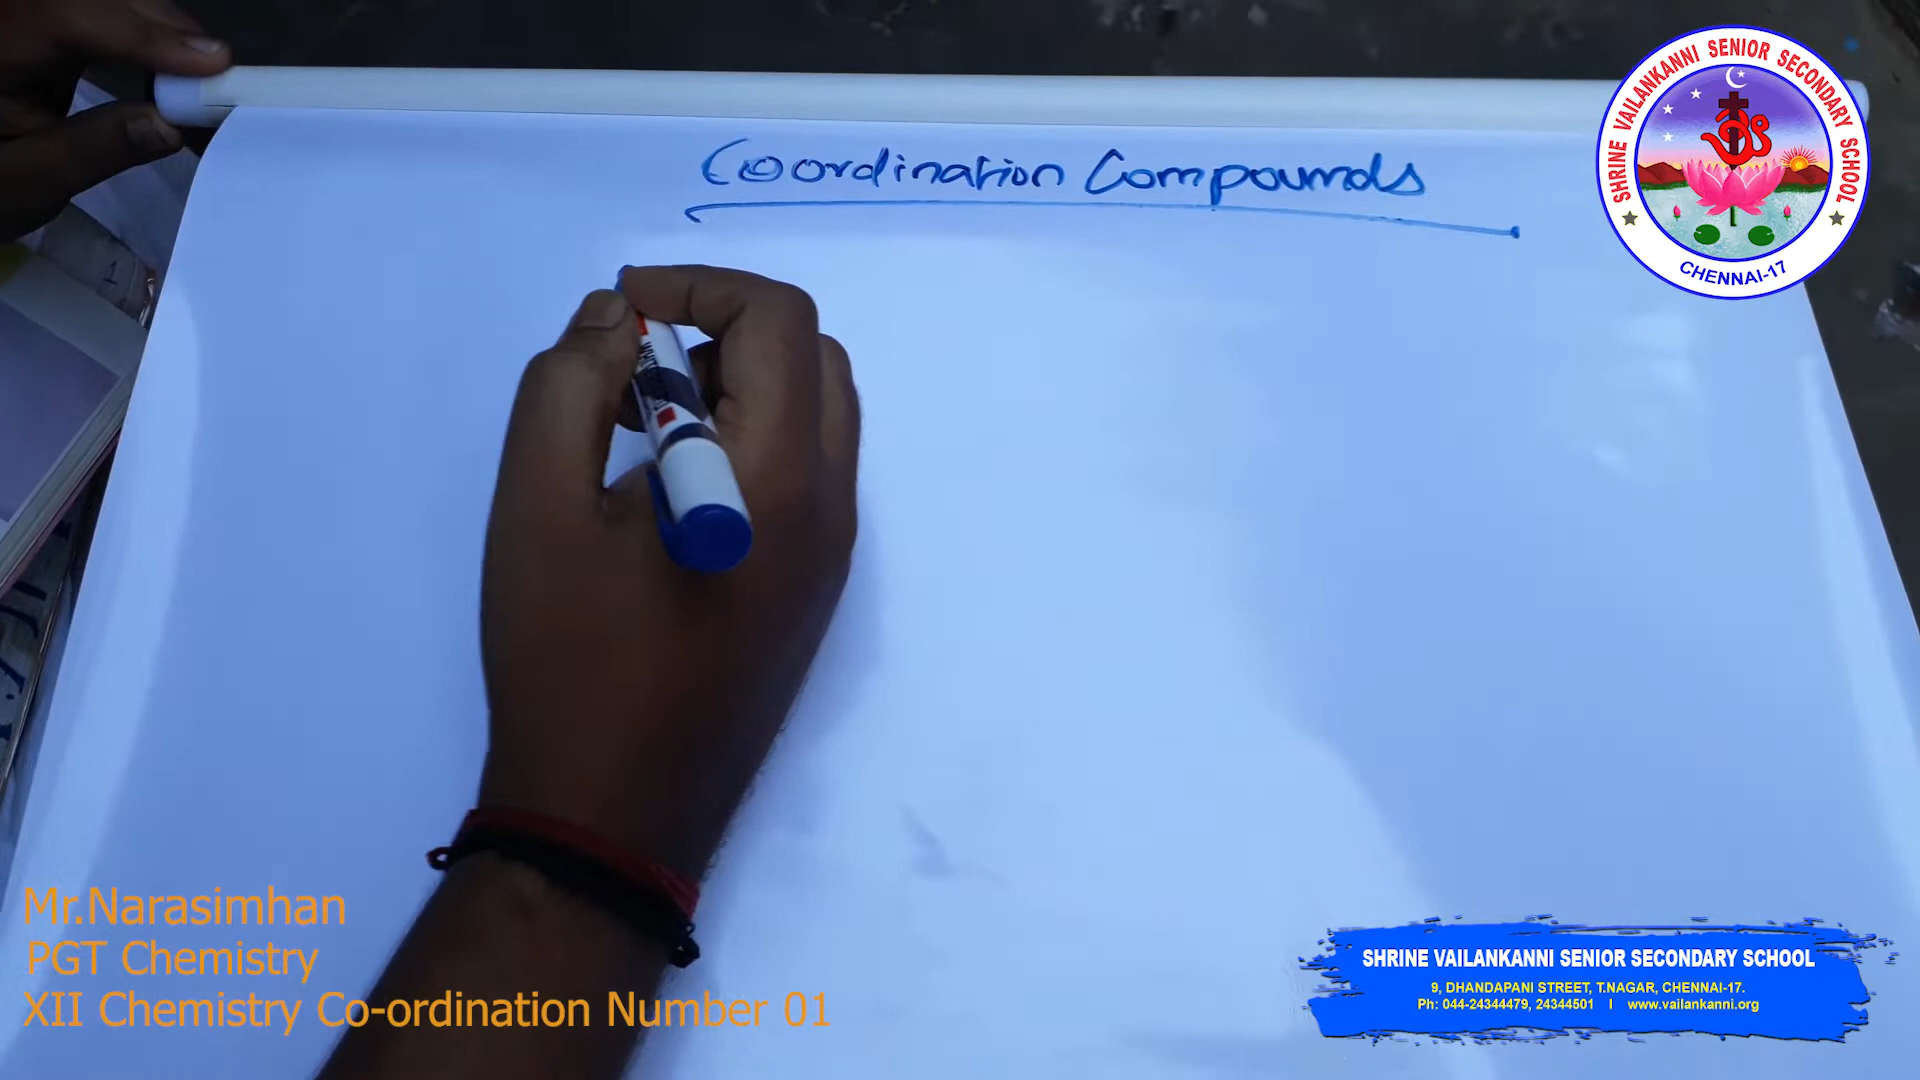 Coordination Compounds
SHRINE VAILANKANNI SENIOR SECONDARY SCHOOL
CHENNAI-17
Mr.Narasimhan
PGT Chemistry
XII Chemistry Co-ordination Number 01
SHRINE VAILANKANNI SENIOR SECONDARY SCHOOL
9, DHANDAPANI STREET, T.NAGAR, CHENNAI-17.
Ph: 044-24344479, 24344501 I www.vailankanni.org